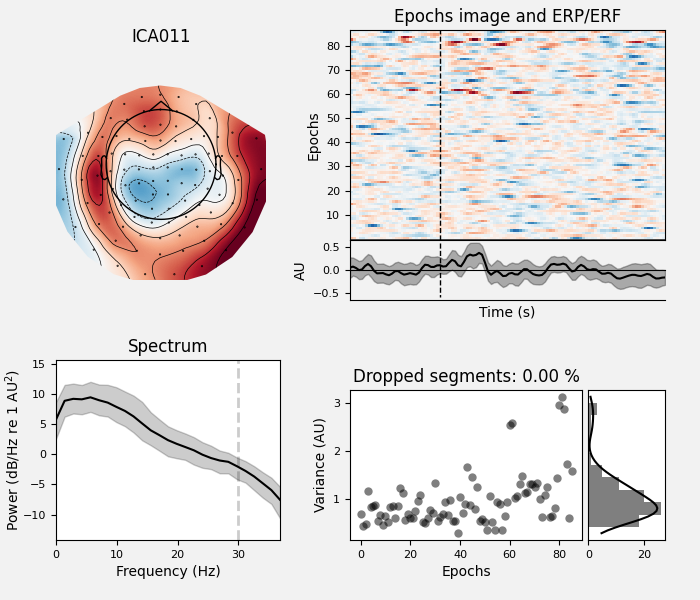 ICA011
Epochs image and ERP/ERF
Epochs
80
70
60
50
40
30
20
10
AU
0.5
0.0
−0.5
Time (s)
Spectrum
Power (dB/Hz re 1 AU²)
15
10
5
0
−5
−10
0 10 20 30
Frequency (Hz)
Dropped segments: 0.00 %
Variance (AU)
3
2
1
0 20 40 60 80
Epochs
0 20